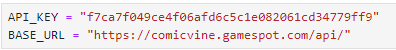 API_KEY = "f7ca7f049ce4f06afd6c5c1e082061cd34779ff9"
BASE_URL = "https://comicvine.gamespot.com/api/"